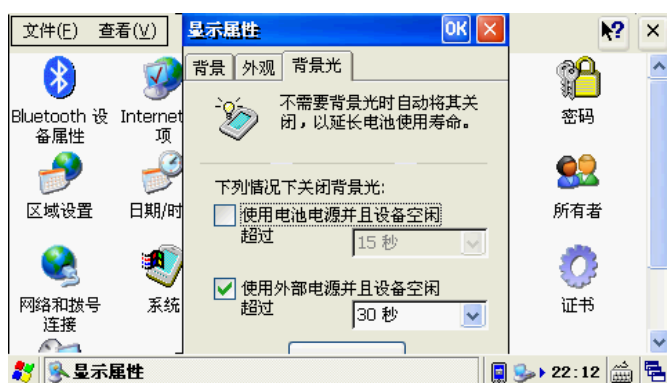 文件(F) 查看(V)
显示属性 OK
背景 外观 背景光
不需要背景光时自动将其关
闭，以延长电池使用寿命。
下列情况下关闭背景光:
使用电池电源并且设备空闲
超过
15 秒
使用外部电源并且设备空闲
超过
30 秒
Bluetooth 设
备属性
Internet
项
区域设置
日期/时
网络和拨号
连接
系统
密码
所有者
证书
显示属性
22:12